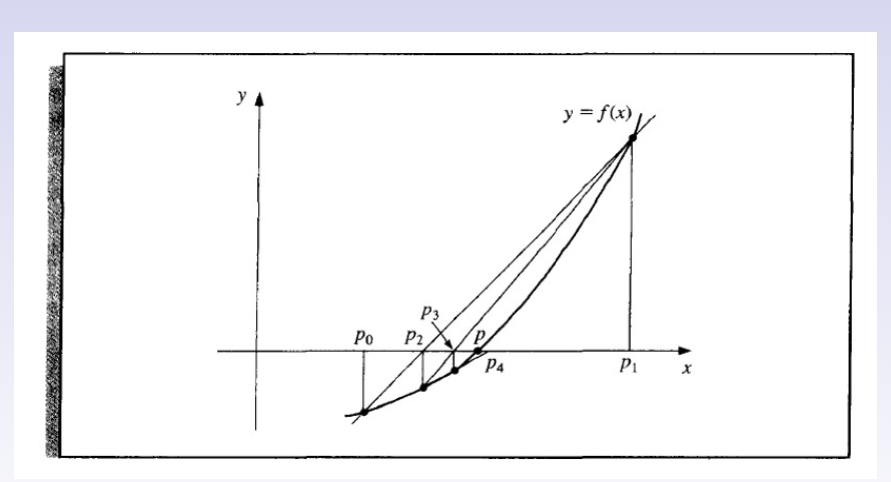 y
y = f(x)
p₃
p₀ p₂ p
p₄ p₁ x